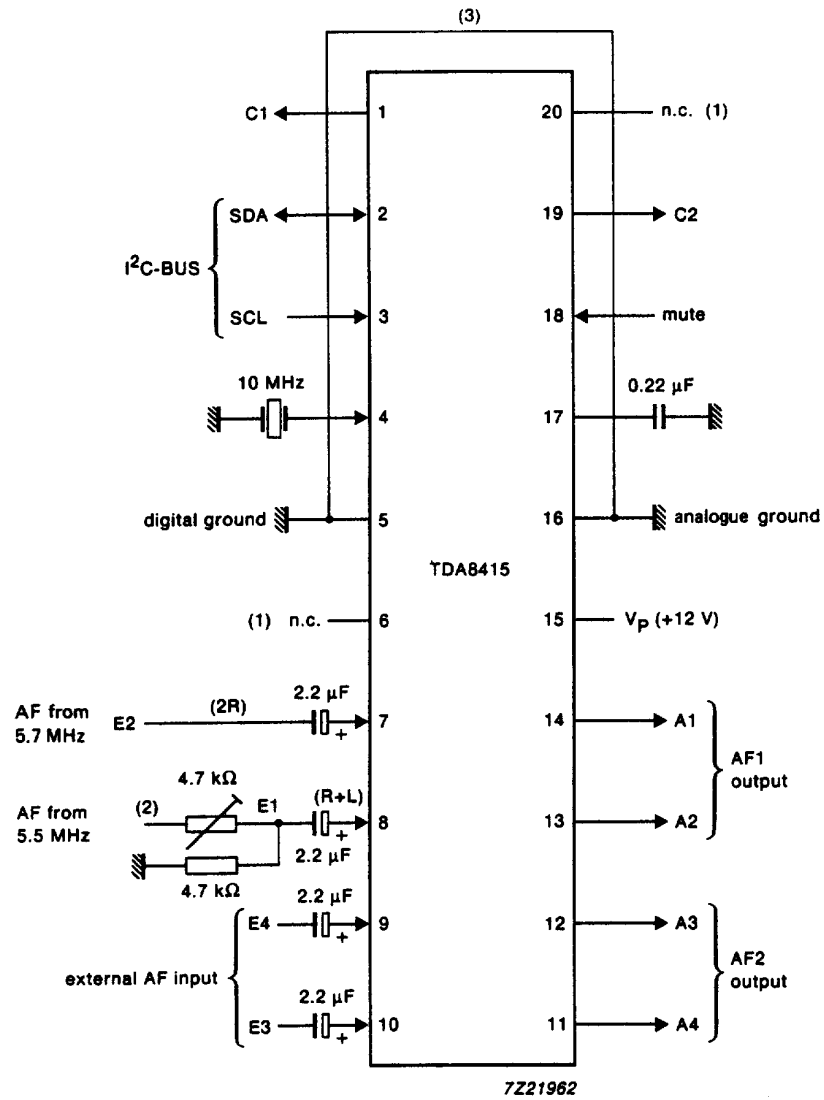 (3)
C1 1 20 n.c. (1)
SDA 2 19 C2
I²C-BUS
SCL 3 18 mute
10 MHz 0.22 µF
4 17
digital ground 5 16 analogue ground
TDA8415
(1) n.c. 6 15 Vp (+12 V)
AF from
5.7 MHz
E2 (2R) 2.2 µF + 7 14 A1
AF1
output
AF from
5.5 MHz
(2) 4.7 kΩ E1 (R+L) + 8 13 A2
2.2 µF
4.7 kΩ
2.2 µF
E4 + 9 12 A3
external AF input
AF2
output
2.2 µF
E3 + 10 11 A4
7Z21962